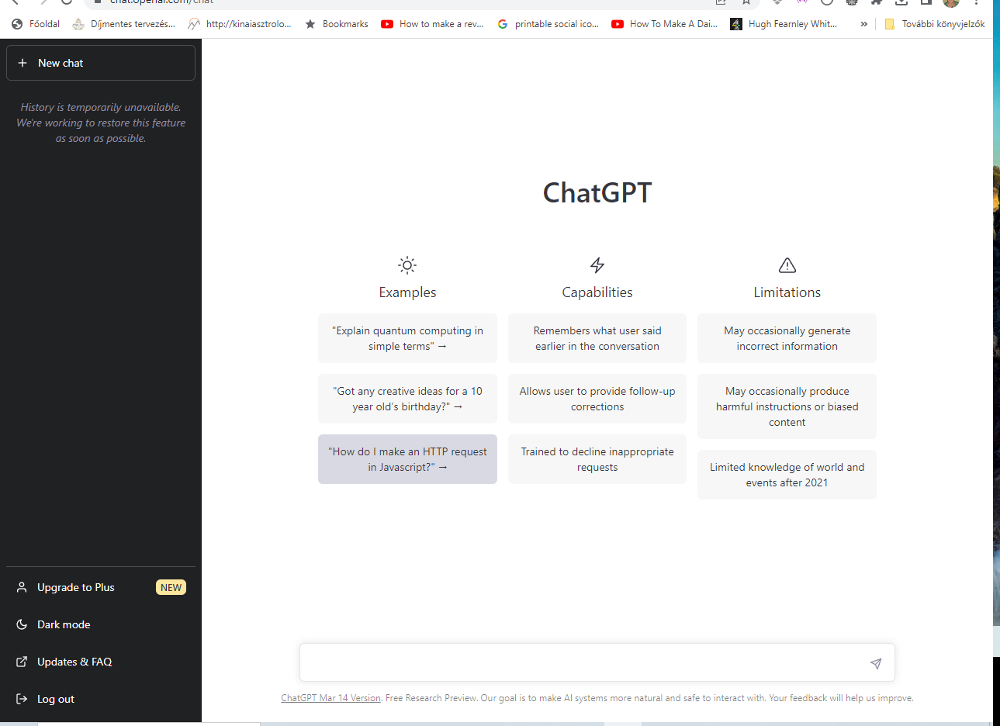 chat.openai.com/chat
Főoldal
Díjmentes tervezés...
http://kinaiasztrolo...
Bookmarks
How to make a rev...
printable social ico...
How To Make A Dai...
4
Hugh Fearnley Whit...
»
További könyvjelzők
New chat
History is temporarily unavailable.
We're working to restore this feature
as soon as possible.
ChatGPT
Examples
"Explain quantum computing in
simple terms" →
"Got any creative ideas for a 10
year old's birthday?" →
"How do I make an HTTP request
in Javascript?" →
Capabilities
Remembers what user said
earlier in the conversation
Allows user to provide follow-up
corrections
Trained to decline inappropriate
requests
Limitations
May occasionally generate
incorrect information
May occasionally produce
harmful instructions or biased
content
Limited knowledge of world and
events after 2021
Upgrade to Plus NEW
Dark mode
Updates & FAQ
Log out
ChatGPT Mar 14 Version. Free Research Preview. Our goal is to make AI systems more natural and safe to interact with. Your feedback will help us improve.